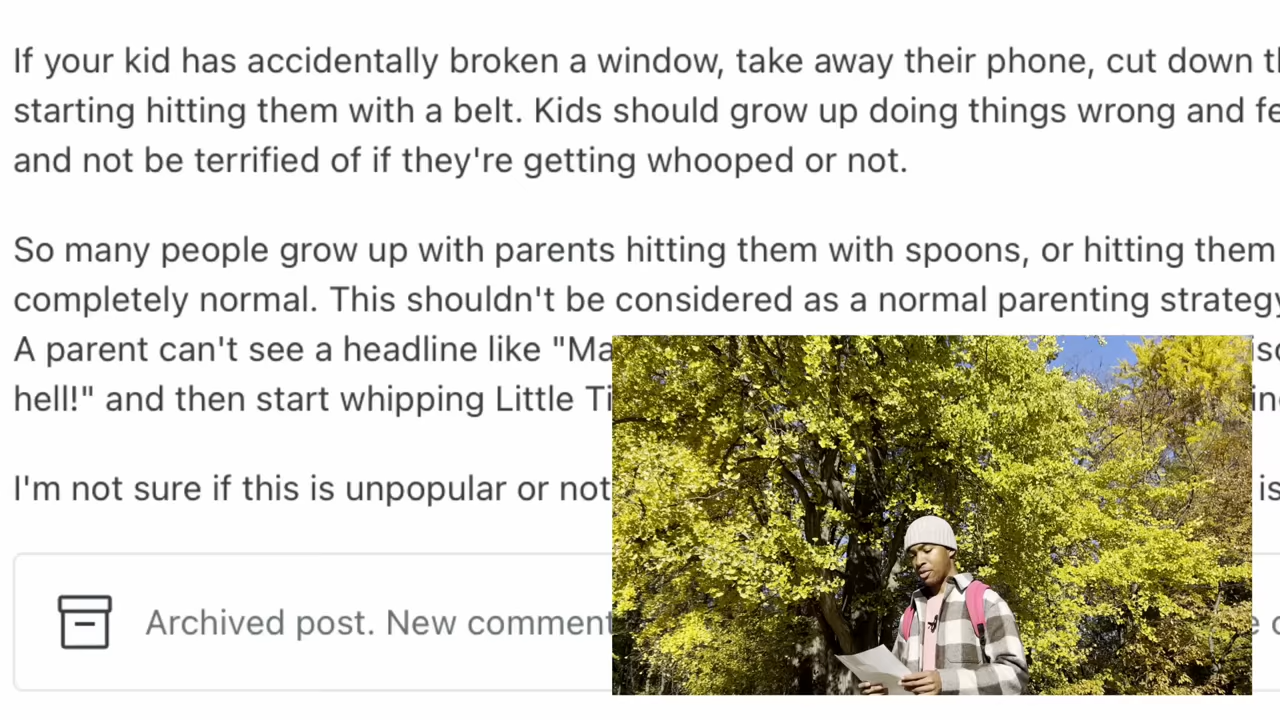 If your kid has accidentally broken a window, take away their phone, cut down
starting hitting them with a belt. Kids should grow up doing things wrong and
and not be terrified of if they're getting whooped or not.
So many people grow up with parents hitting them with spoons, or hitting them
completely normal. This shouldn't be considered as a normal parenting strategy
A parent can't see a headline like "Ma
hell!" and then start whipping Little Ti
I'm not sure if this is unpopular or not
Archived post. New comment